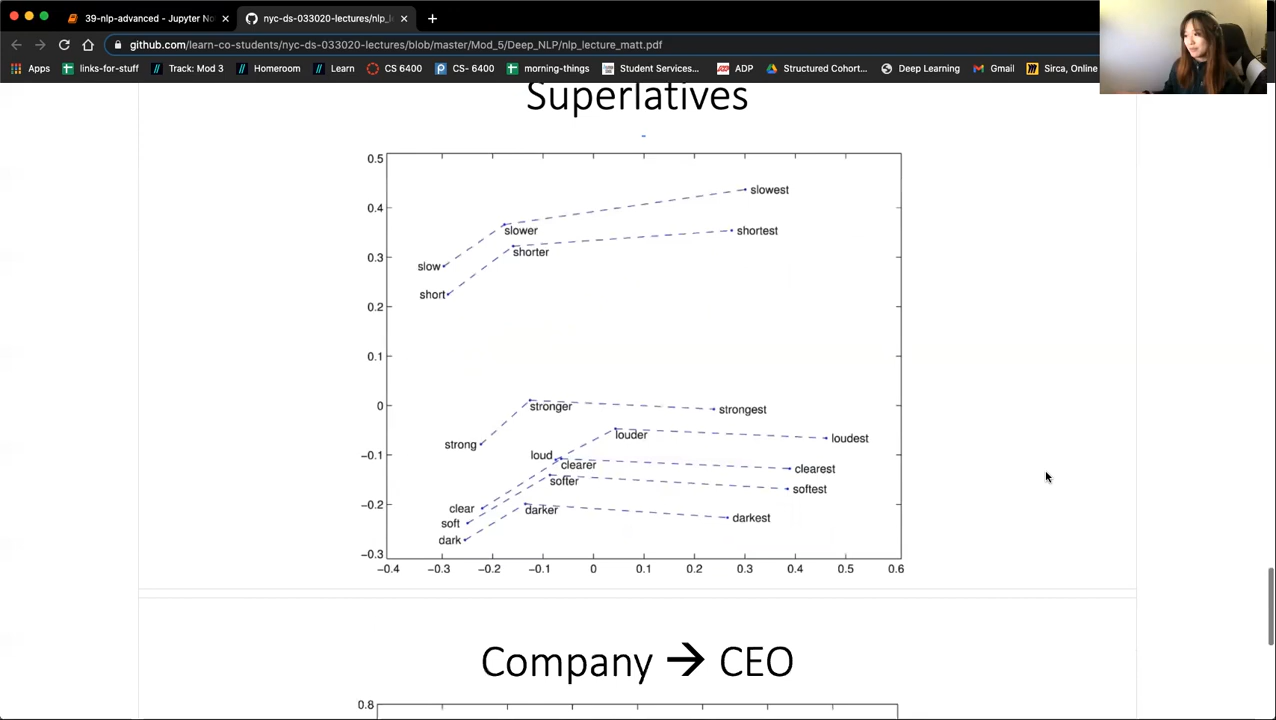 39-nlp-advanced - Jupyter No
nyc-ds-033020-lectures/nlp_l
github.com/learn-co-students/nyc-ds-033020-lectures/blob/master/Mod_5/Deep_NLP/nlp_lecture_matt.pdf
Apps links-for-stuff Track: Mod 3 Homeroom Learn CS 6400 CS- 6400 morning-things Student Services... ADP Structured Cohort... Deep Learning Gmail Sirca, Online
Superlatives
0.5
slowest
0.4
slower
shortest
0.3
shorter
slow
short
0.2
0.1
0
stronger
strongest
louder
loudest
strong
−0.1
loud
clearer
clearest
softer
softest
−0.2
clear
darker
darkest
soft
dark
−0.3
−0.4 −0.3 −0.2 −0.1 0 0.1 0.2 0.3 0.4 0.5 0.6
Company → CEO
0.8